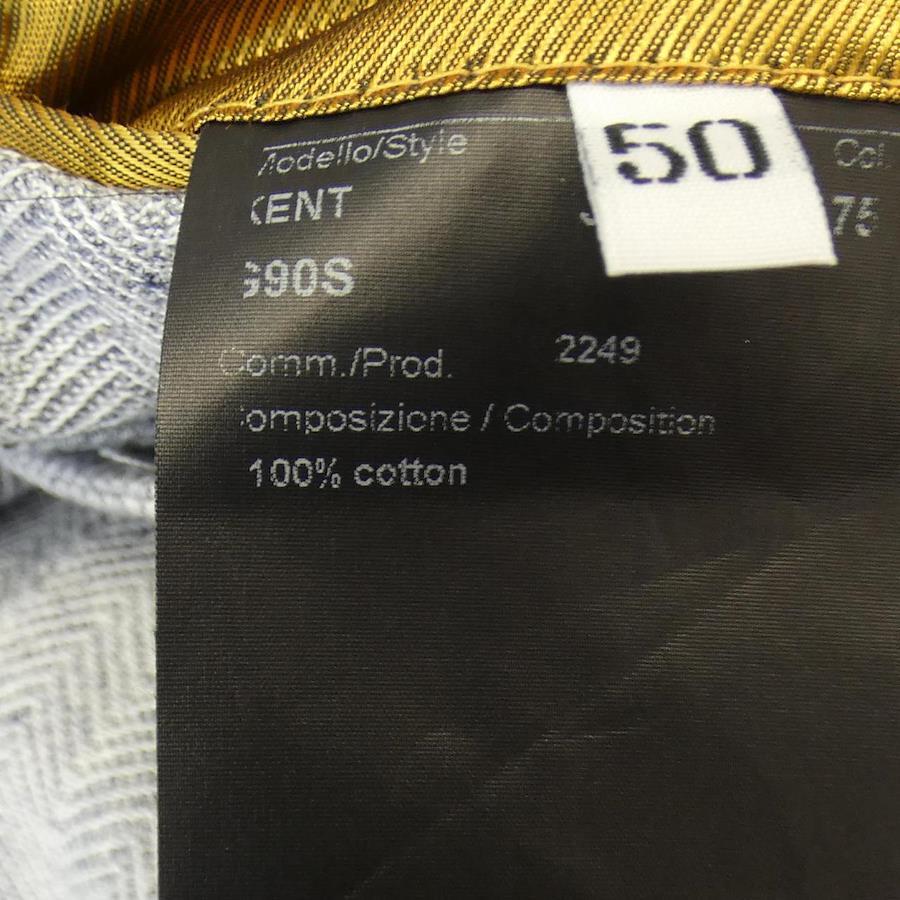 Modello/Style
50
Col.
KENT
75
G90S
Comm./Prod. 2249
Composizione / Composition
100% cotton